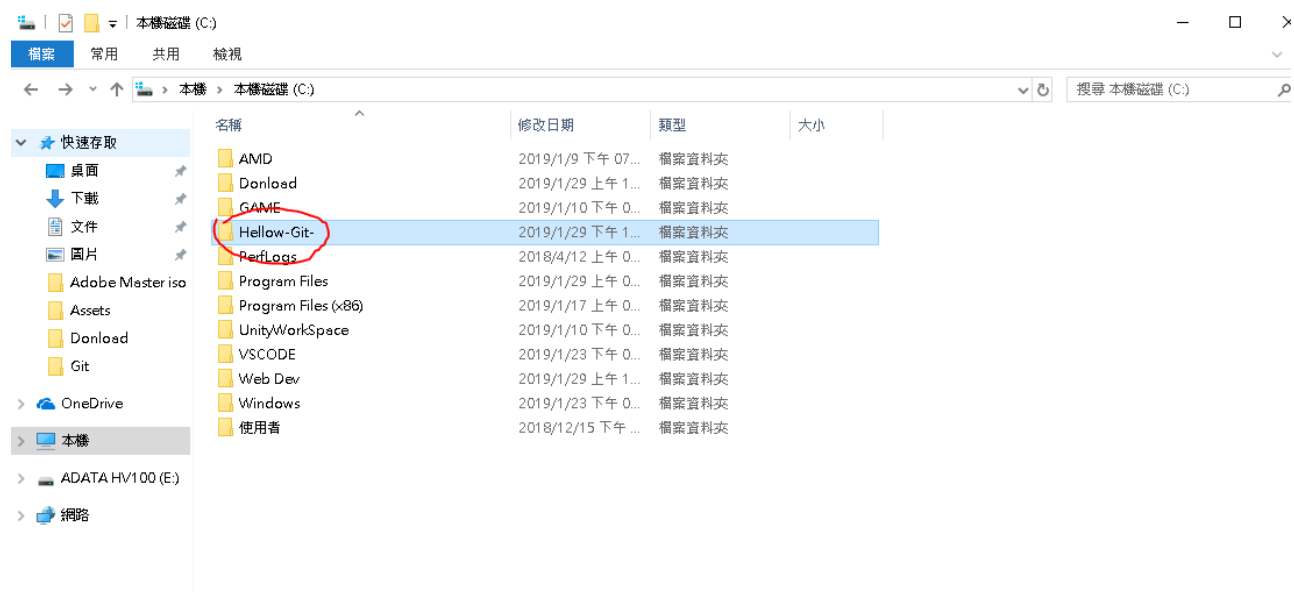 本機磁碟 (C:)
檔案 常用 共用 檢視
本機 本機磁碟 (C:) 搜尋 本機磁碟 (C:)
名稱 修改日期 類型 大小
快速存取
桌面
下載
文件
圖片
Adobe Master iso
Assets
Donload
Git
OneDrive
本機
ADATA HV100 (E:)
網路
AMD 2019/1/9 下午 07... 檔案資料夾
Donload 2019/1/29 上午 1... 檔案資料夾
GAME 2019/1/10 下午 0... 檔案資料夾
Hellow-Git- 2019/1/29 下午 1... 檔案資料夾
PerfLogs 2018/4/12 上午 0... 檔案資料夾
Program Files 2019/1/29 上午 0... 檔案資料夾
Program Files (x86) 2019/1/17 上午 0... 檔案資料夾
UnityWorkSpace 2019/1/10 下午 0... 檔案資料夾
VSCODE 2019/1/23 下午 0... 檔案資料夾
Web Dev 2019/1/29 上午 1... 檔案資料夾
Windows 2019/1/23 下午 0... 檔案資料夾
使用者 2018/12/15 下午 ... 檔案資料夾